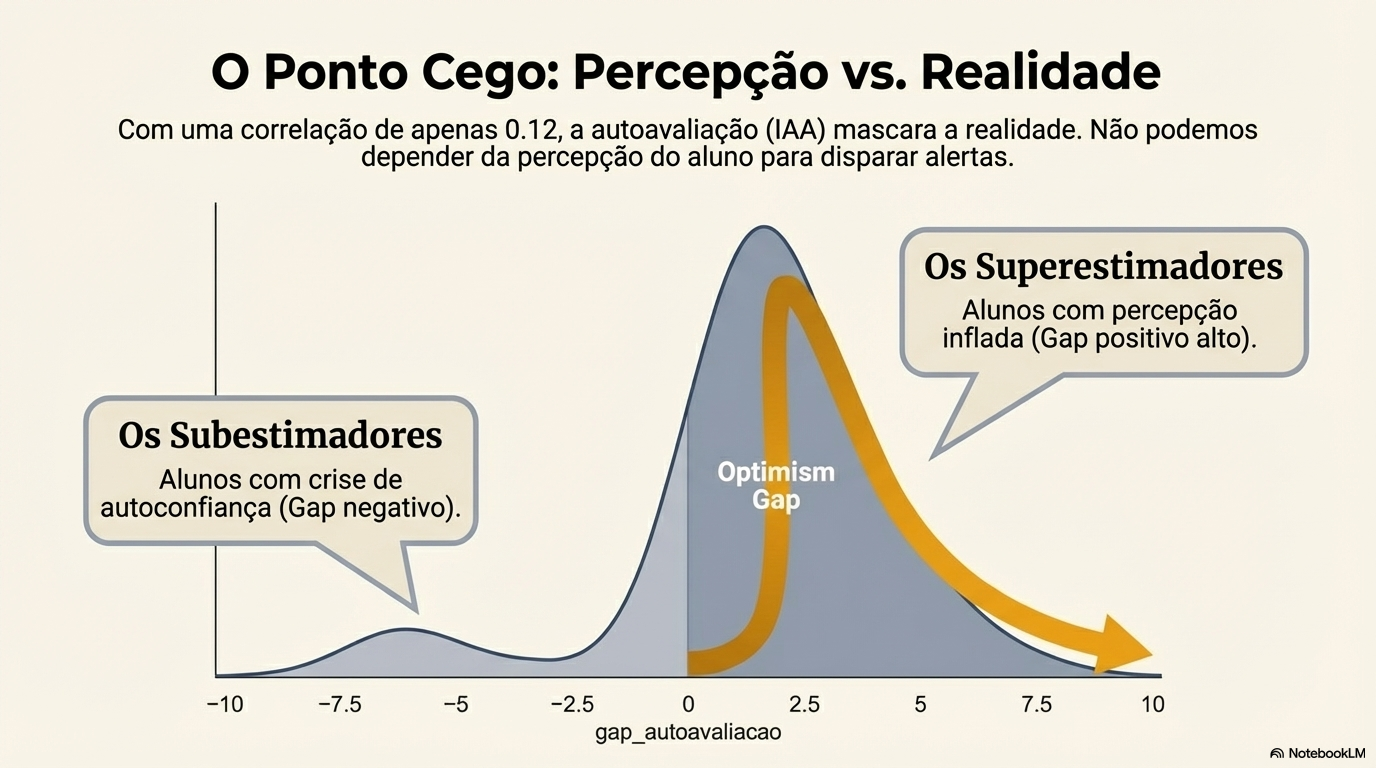 O Ponto Cego: Percepção vs. Realidade
Com uma correlação de apenas 0.12, a autoavaliação (IAA) mascara a realidade. Não podemos
depender da percepção do aluno para disparar alertas.
Os Superestimadores
Alunos com percepção
inflada (Gap positivo alto).
Os Subestimadores
Alunos com crise de
autoconfiança (Gap negativo).
Optimism
Gap
−10 −7.5 −5 −2.5 0 2.5 5 7.5 10
gap_autoavaliacao
NotebookLM